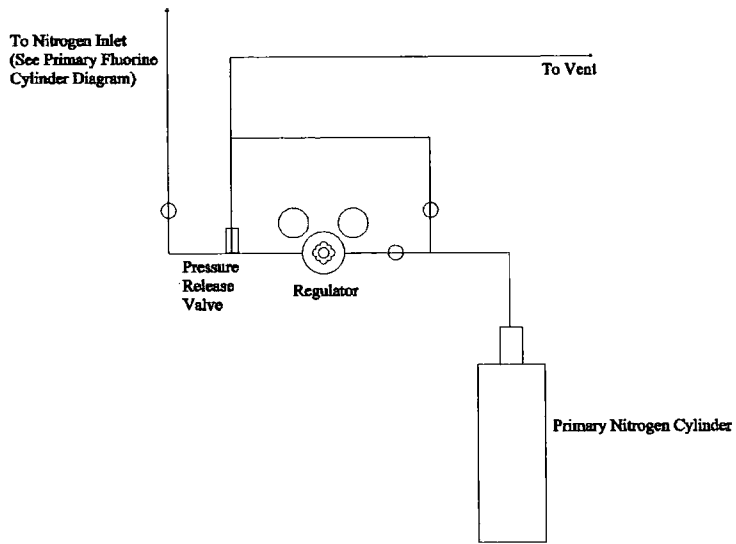 To Nitrogen Inlet
(See Primary Fluorine
Cylinder Diagram)
To Vent
Pressure
Release
Valve
Regulator
Primary Nitrogen Cylinder